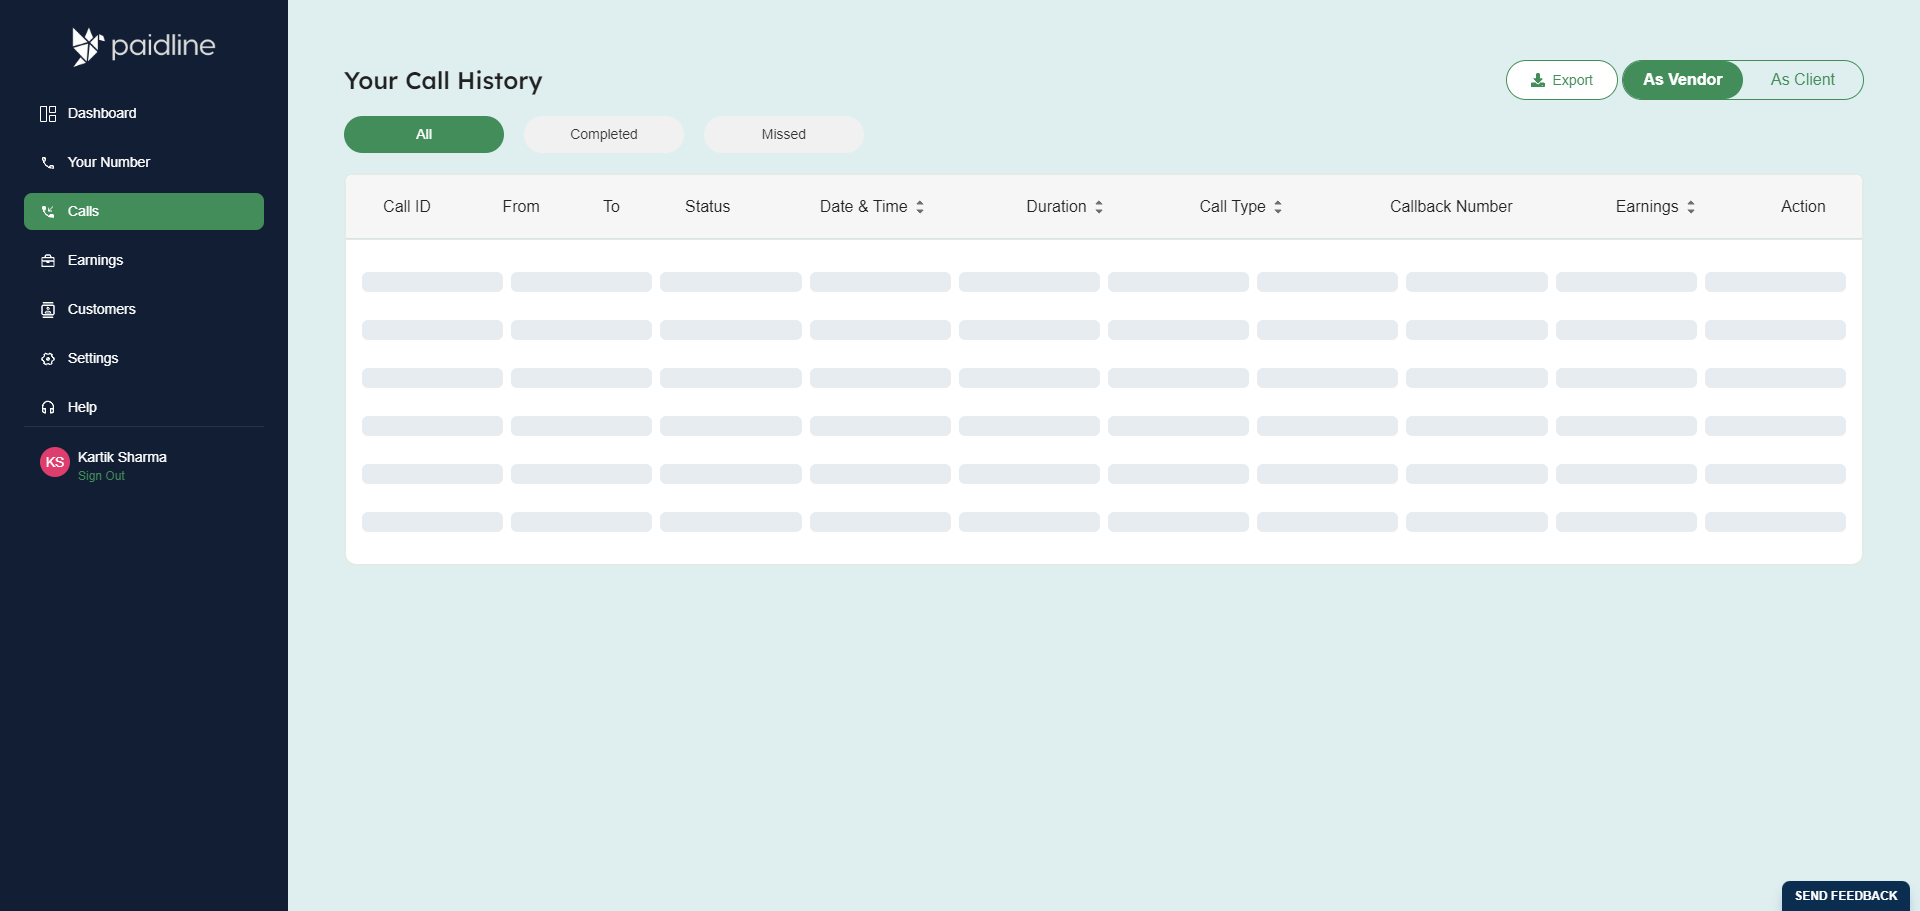 paidline
Dashboard
Your Number
Calls
Earnings
Customers
Settings
Help
KS
Kartik Sharma
Sign Out
Your Call History
Export
As Vendor
As Client
All
Completed
Missed
Call ID From To Status Date & Time Duration Call Type Callback Number Earnings Action
SEND FEEDBACK